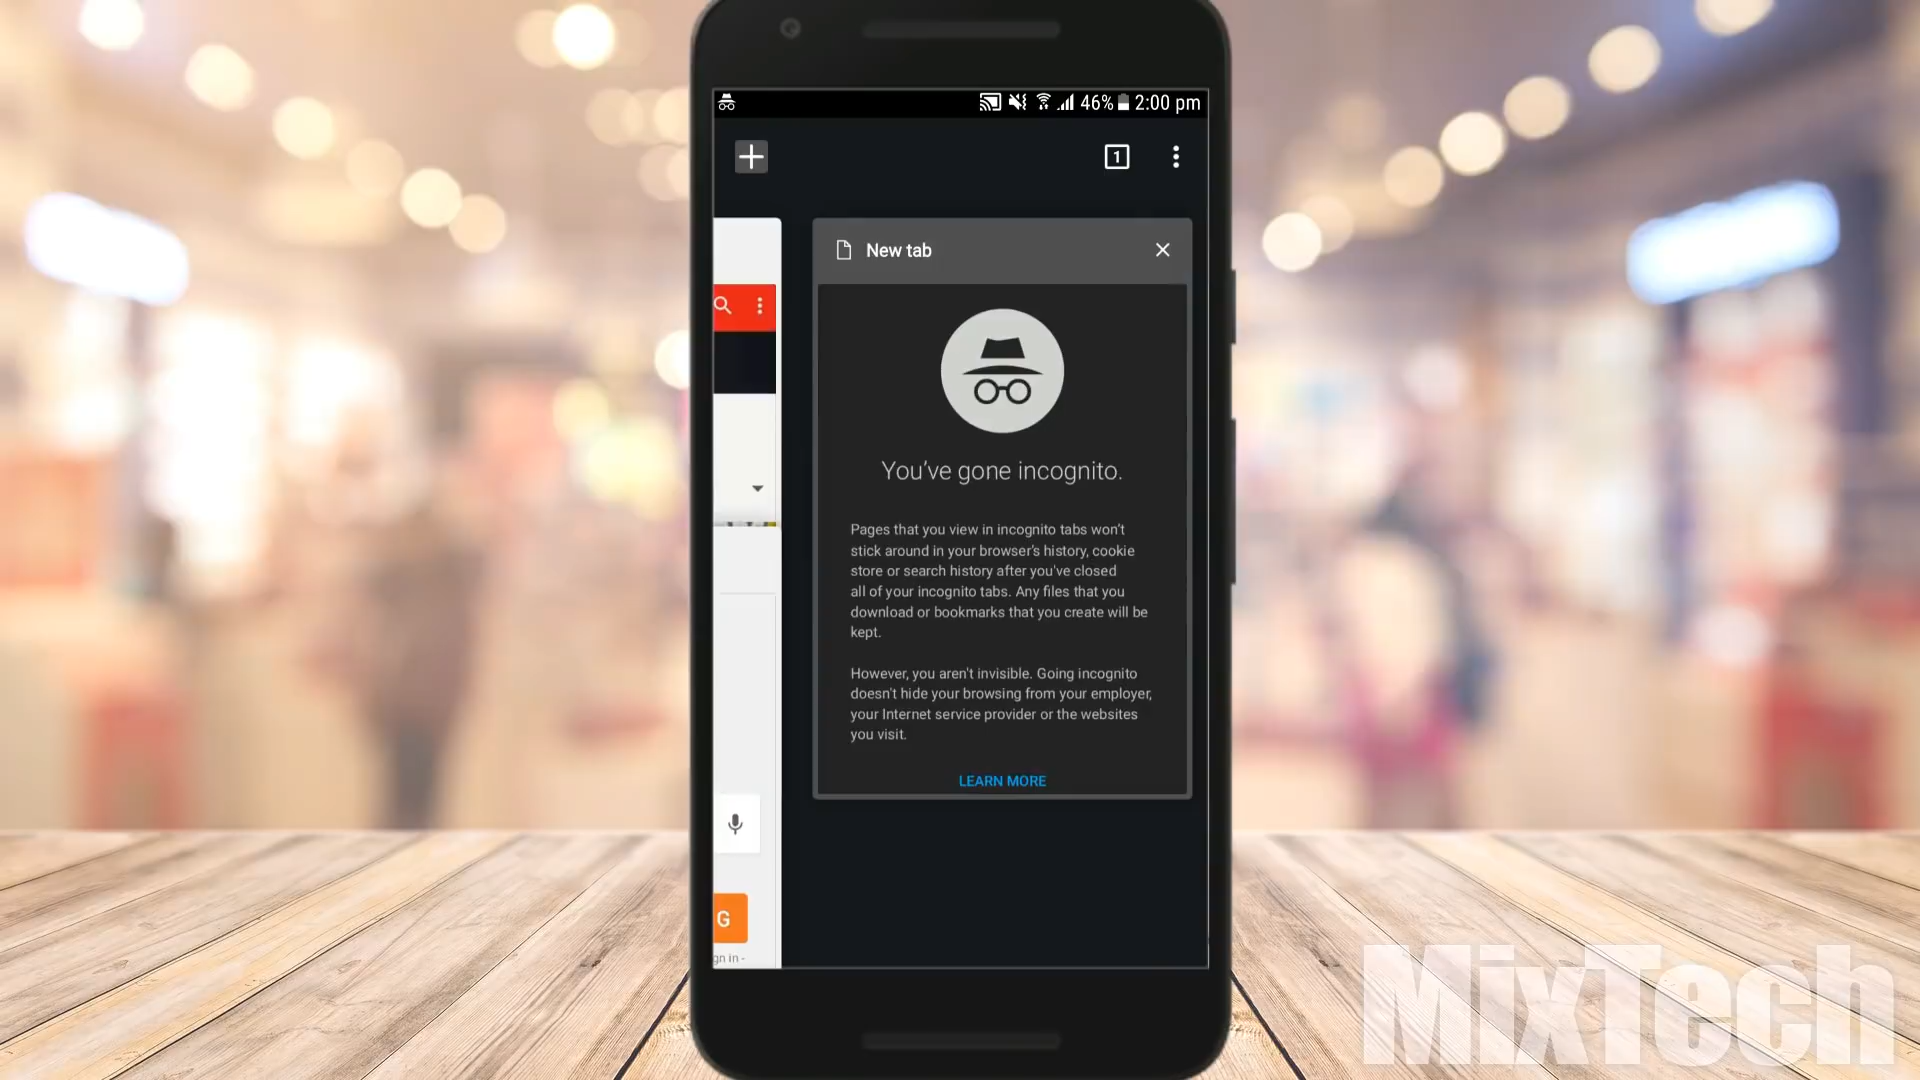 46% 2:00 pm
1
New tab
You've gone incognito.
Pages that you view in incognito tabs won't
stick around in your browser's history, cookie
store or search history after you've closed
all of your incognito tabs. Any files that you
download or bookmarks that you create will be
kept.
However, you aren't invisible. Going incognito
doesn't hide your browsing from your employer,
your Internet service provider or the websites
you visit.
LEARN MORE
G
gn in -
MixTech